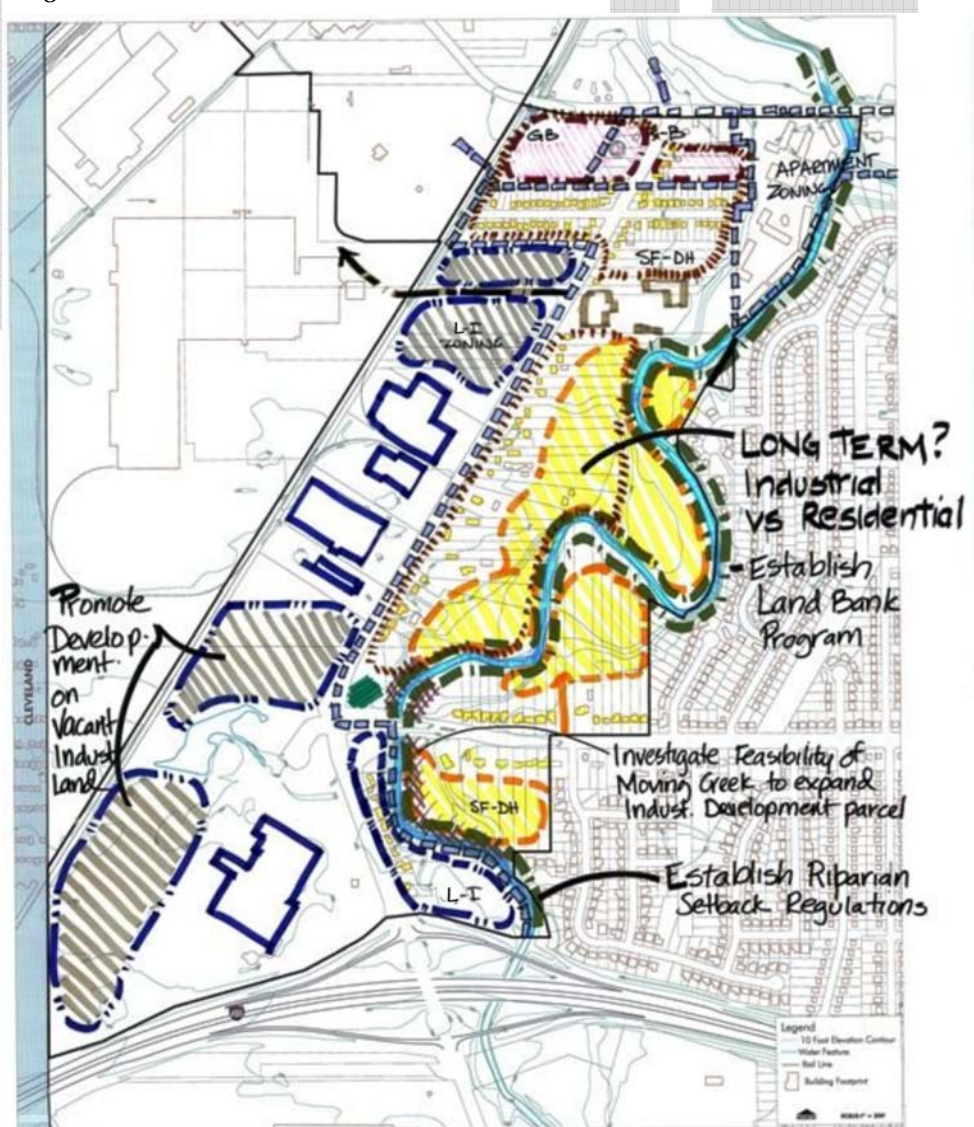 GB
APARTMENT
ZONING
SF-DH
L-I
ZONING
LONG TERM?
Industrial
vs Residential
- Establish
Land Bank
Program
Promote
Develop-
ment
on
Vacant
Indust
Land
CLEVELAND
Investigate Feasibility of
Moving Creek to expand
Indust. Development parcel
SF-DH
L-I
Establish Riparian
Setback Regulations
Legend
10 Foot Elevation Contour
Water Feature
Rail Line
Building Footprint